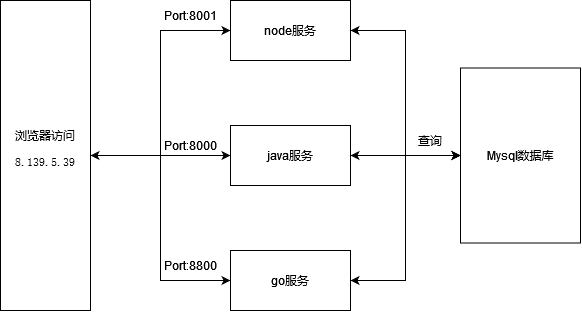 Port:8001
node服务
浏览器访问
8.139.5.39
Port:8000
java服务
查询
Mysql数据库
Port:8800
go服务